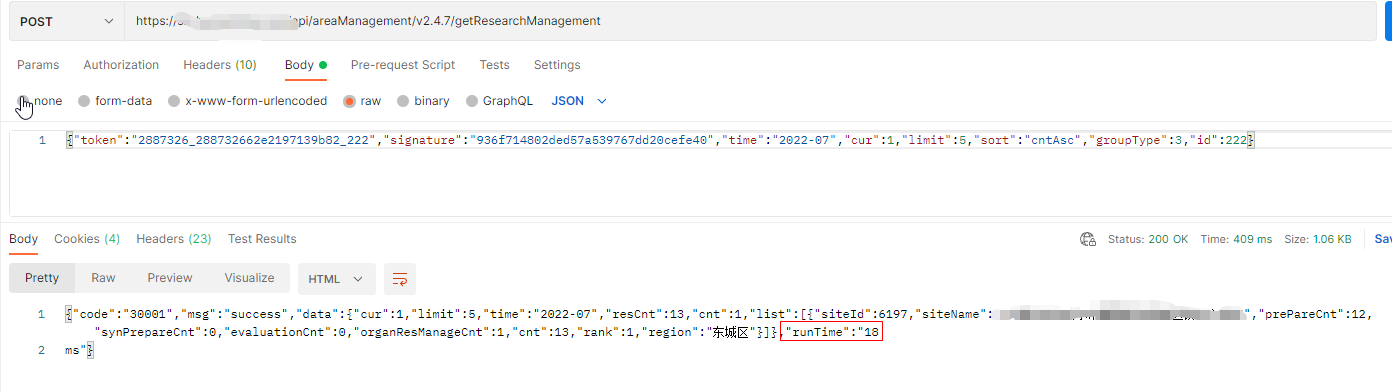 POST https:// api/areaManagement/v2.4.7/getResearchManagement
Params Authorization Headers (10) Body Pre-request Script Tests Settings
none form-data x-www-form-urlencoded raw binary GraphQL JSON
1 {"token":"2887326_288732662e2197139b82_222","signature":"936f714802ded57a539767dd20cefe40","time":"2022-07","cur":1,"limit":5,"sort":"cntAsc","groupType":3,"id":222}
Body Cookies (4) Headers (23) Test Results Status: 200 OK Time: 409 ms Size: 1.06 KB Sav
Pretty Raw Preview Visualize HTML
1 {"code":"30001","msg":"success","data":{"cur":1,"limit":5,"time":"2022-07","resCnt":13,"cnt":1,"list":[{"siteId":6197,"siteName": ","prePareCnt":12,
"synPrepareCnt":0,"evaluationCnt":0,"organResManageCnt":1,"cnt":13,"rank":1,"region":"东城区"}]},"runTime":"18
2 ms"}